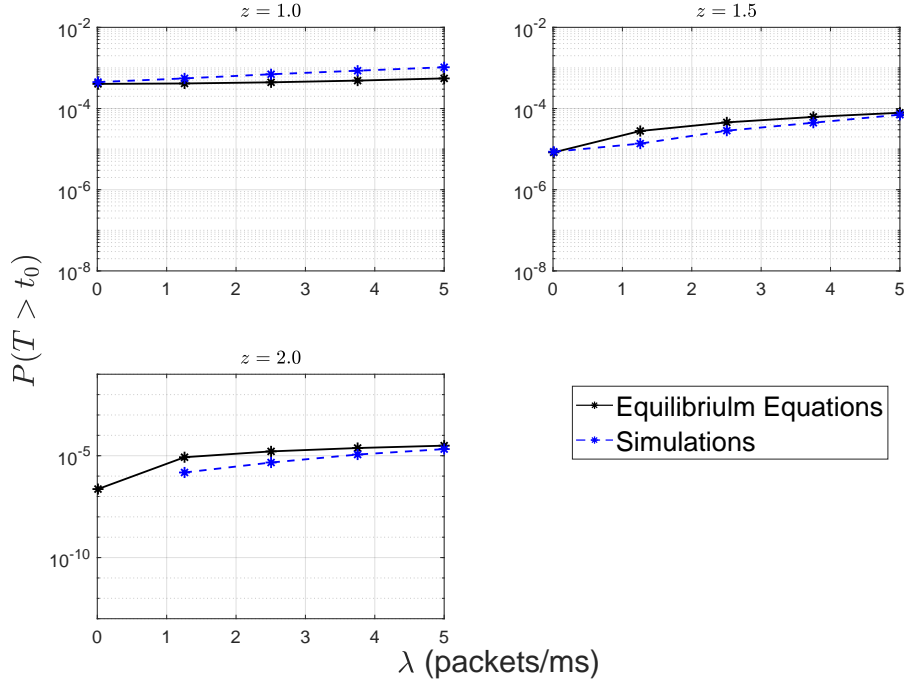 z = 1.0
10^-2
10^-4
10^-6
10^-8
0 1 2 3 4 5
z = 1.5
10^-2
10^-4
10^-6
10^-8
0 1 2 3 4 5
P(T > t_0)
z = 2.0
10^-5
10^-10
0 1 2 3 4 5
Equilibriulm Equations
Simulations
λ (packets/ms)